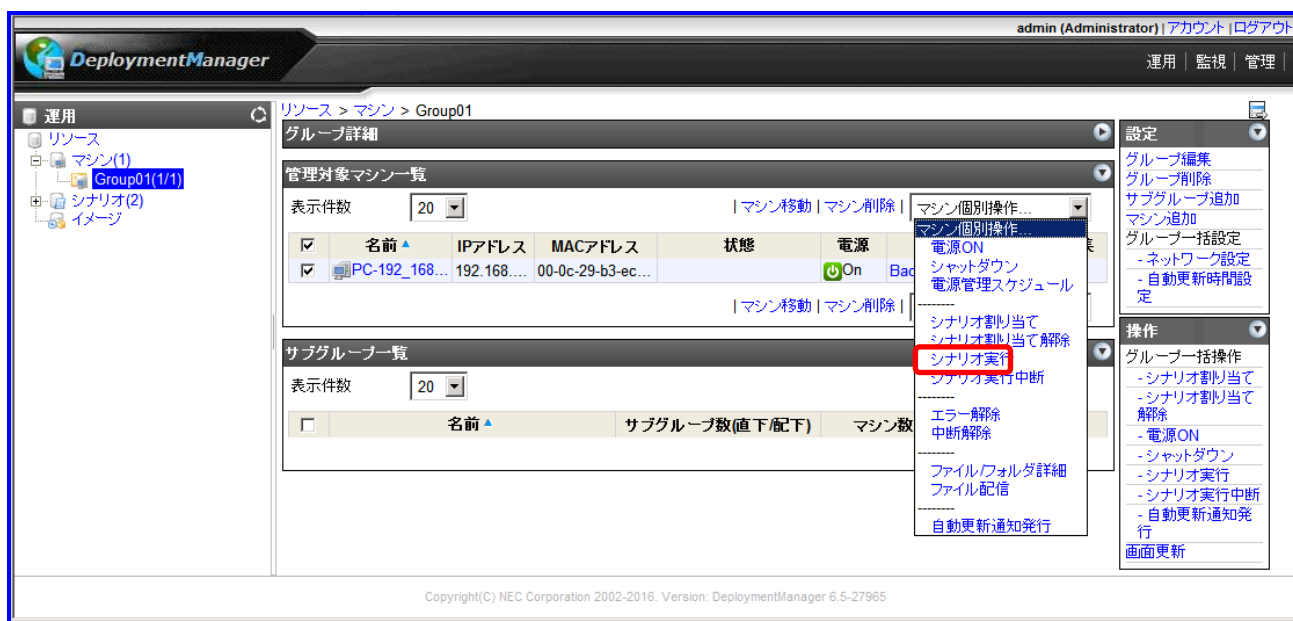 admin (Administrator) | アカウント | ログアウト
DeploymentManager
運用 | 監視 | 管理 |
運用
リソース
マシン(1)
Group01(1/1)
シナリオ(2)
イメージ
リソース > マシン > Group01
グループ詳細
管理対象マシン一覧
表示件数 20 | マシン移動 | マシン削除 | マシン個別操作...
名前 IPアドレス MACアドレス 状態 電源
PC-192_168... 192.168.... 00-0c-29-b3-ec... On Bac
| マシン移動 | マシン削除 |
マシン個別操作...
電源ON
シャットダウン
電源管理スケジュール
--------
シナリオ割り当て
シナリオ割り当て解除
シナリオ実行
シナリオ実行中断
--------
エラー解除
中断解除
--------
ファイル/フォルダ詳細
ファイル配信
--------
自動更新通知発行
サブグループ一覧
表示件数 20
名前 サブグループ数(直下/配下) マシン数
設定
グループ編集
グループ削除
サブグループ追加
マシン追加
グループ一括設定
- ネットワーク設定
- 自動更新時間設
定
操作
グループ一括操作
- シナリオ割り当て
- シナリオ割り当て
解除
- 電源ON
- シャットダウン
- シナリオ実行
- シナリオ実行中断
- 自動更新通知発
行
画面更新
Copyright(C) NEC Corporation 2002-2016. Version: DeploymentManager 6.5-27965